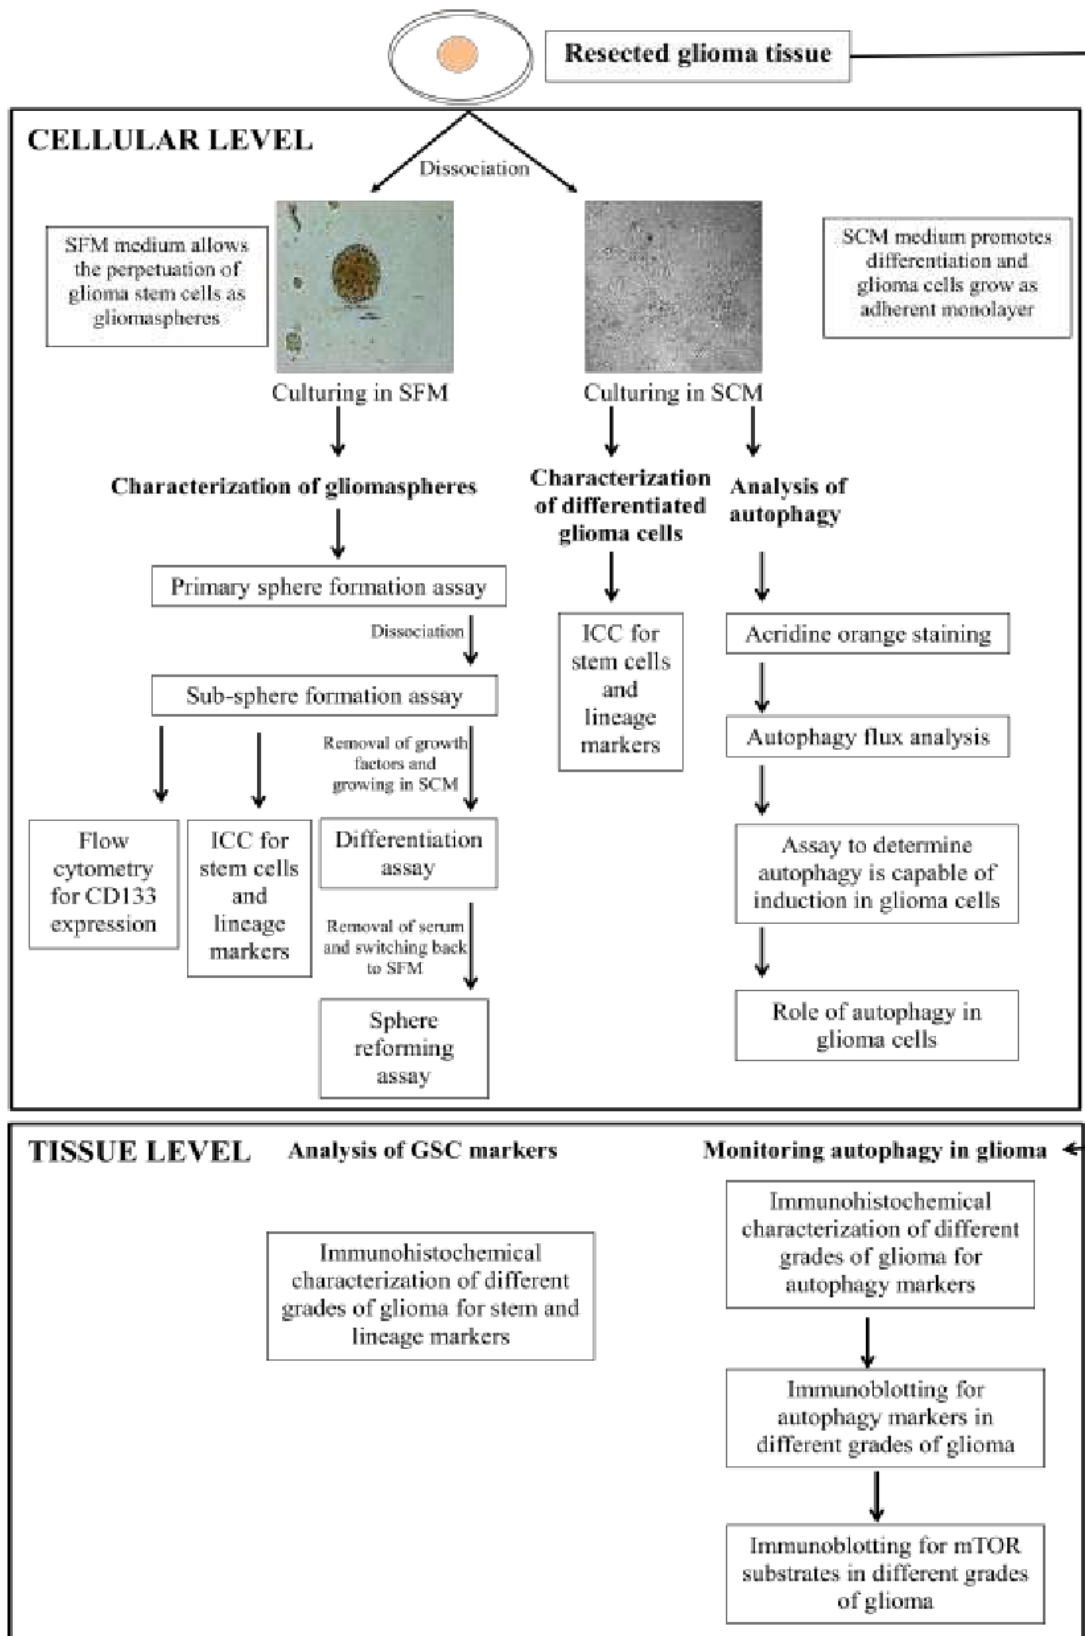 Resected glioma tissue
CELLULAR LEVEL
Dissociation
SFM medium allows
the perpetuation of
glioma stem cells as
gliomaspheres
SCM medium promotes
differentiation and
glioma cells grow as
adherent monolayer
Culturing in SFM
Culturing in SCM
Characterization of gliomaspheres
Characterization
of differentiated
glioma cells
Analysis of
autophagy
Primary sphere formation assay
Dissociation
Sub-sphere formation assay
Removal of growth
factors and
growing in SCM
Flow
cytometry
for CD133
expression
ICC for
stem cells
and
lineage
markers
Differentiation
assay
Removal of serum
and switching back
to SFM
Sphere
reforming
assay
ICC for
stem cells
and
lineage
markers
Acridine orange staining
Autophagy flux analysis
Assay to determine
autophagy is capable of
induction in glioma cells
Role of autophagy in
glioma cells
TISSUE LEVEL
Analysis of GSC markers
Immunohistochemical
characterization of different
grades of glioma for stem and
lineage markers
Monitoring autophagy in glioma
Immunohistochemical
characterization of different
grades of glioma for
autophagy markers
Immunoblotting for
autophagy markers in
different grades of glioma
Immunoblotting for mTOR
substrates in different grades
of glioma